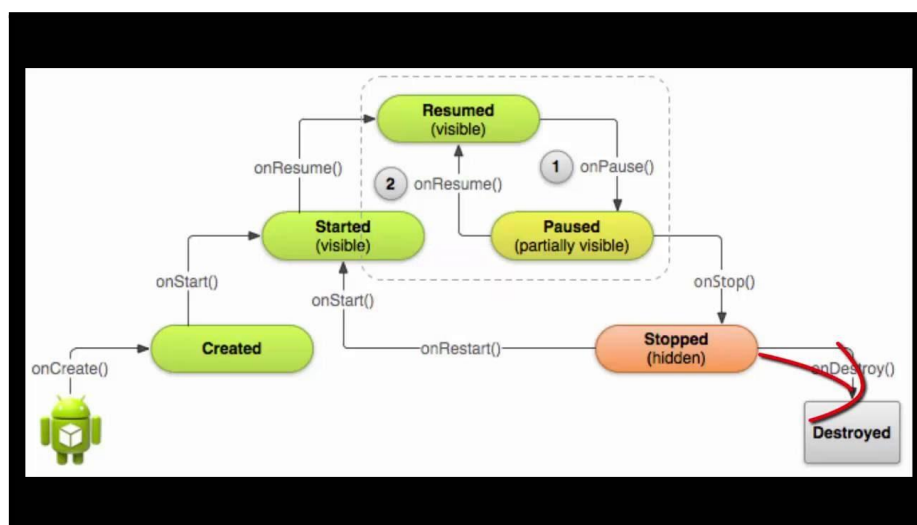 Resumed
(visible)
onResume()
2
onResume()
1
onPause()
Started
(visible)
Paused
(partially visible)
onStart()
onStart()
onStop()
Created
onRestart()
Stopped
(hidden)
onCreate()
onDestroy()
Destroyed